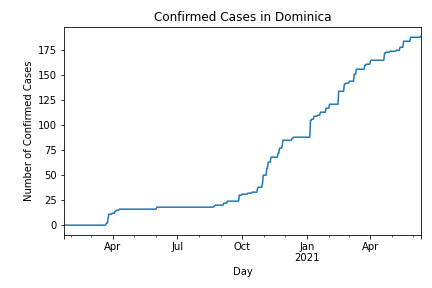 Confirmed Cases in Dominica
Number of Confirmed Cases
175
150
125
100
75
50
25
0
Apr
Jul
Oct
Jan
2021
Apr
Day